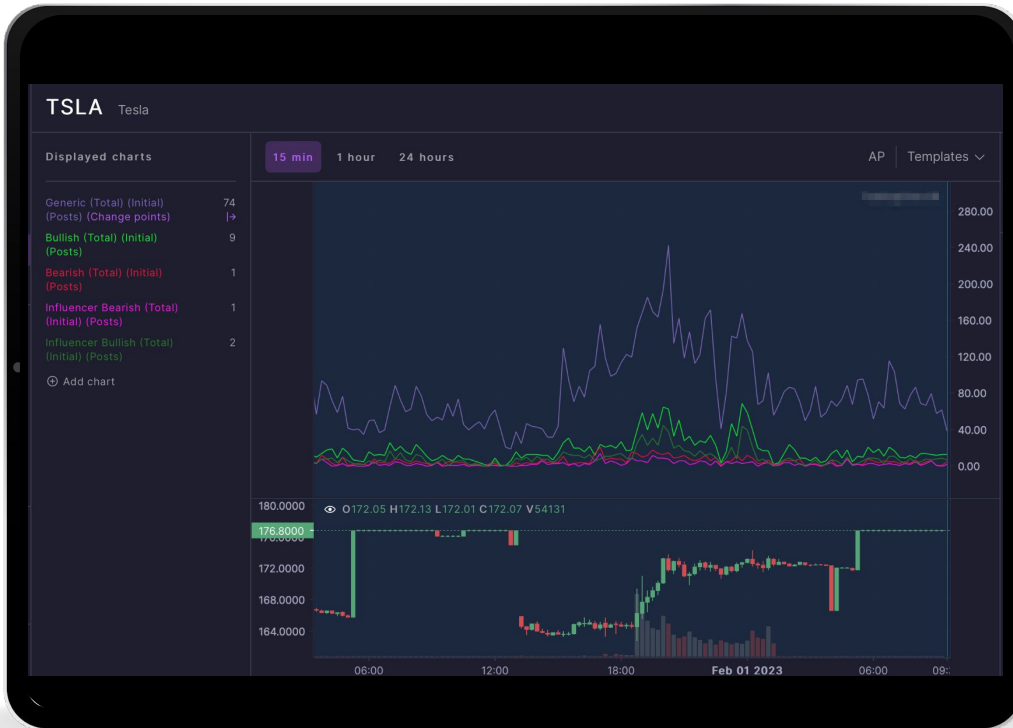 TSLA Tesla
Displayed charts
15 min 1 hour 24 hours
AP Templates
Generic (Total) (Initial) 74
(Posts) (Change points)
Bullish (Total) (Initial) 9
(Posts)
Bearish (Total) (Initial) 1
(Posts)
Influencer Bearish (Total) 1
(Initial) (Posts)
Influencer Bullish (Total) 2
(Initial) (Posts)
Add chart
280.00
240.00
200.00
160.00
120.00
80.00
40.00
0.00
O172.05 H172.13 L172.01 C172.07 V54131
180.0000
176.8000
172.0000
168.0000
164.0000
06:00 12:00 18:00 Feb 01 2023 06:00 09: